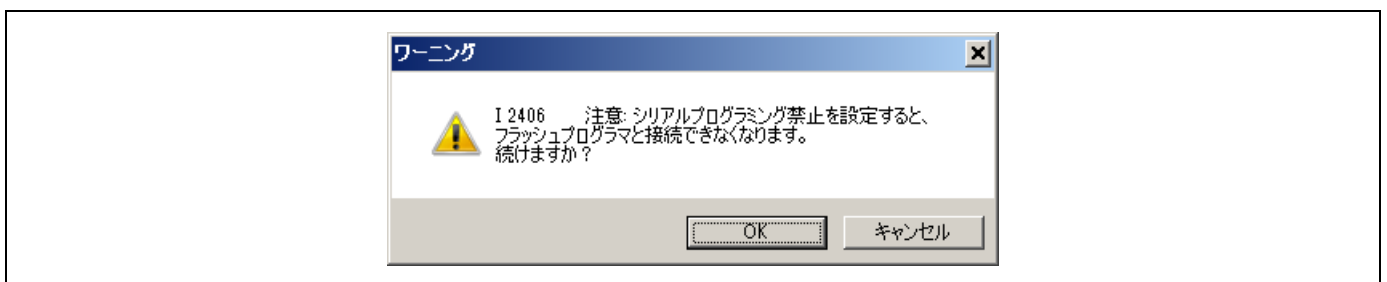 ワーニング
I 2406 注意: シリアルプログラミング禁止を設定すると、
フラッシュプログラマと接続できなくなります。
続けますか？
OK キャンセル